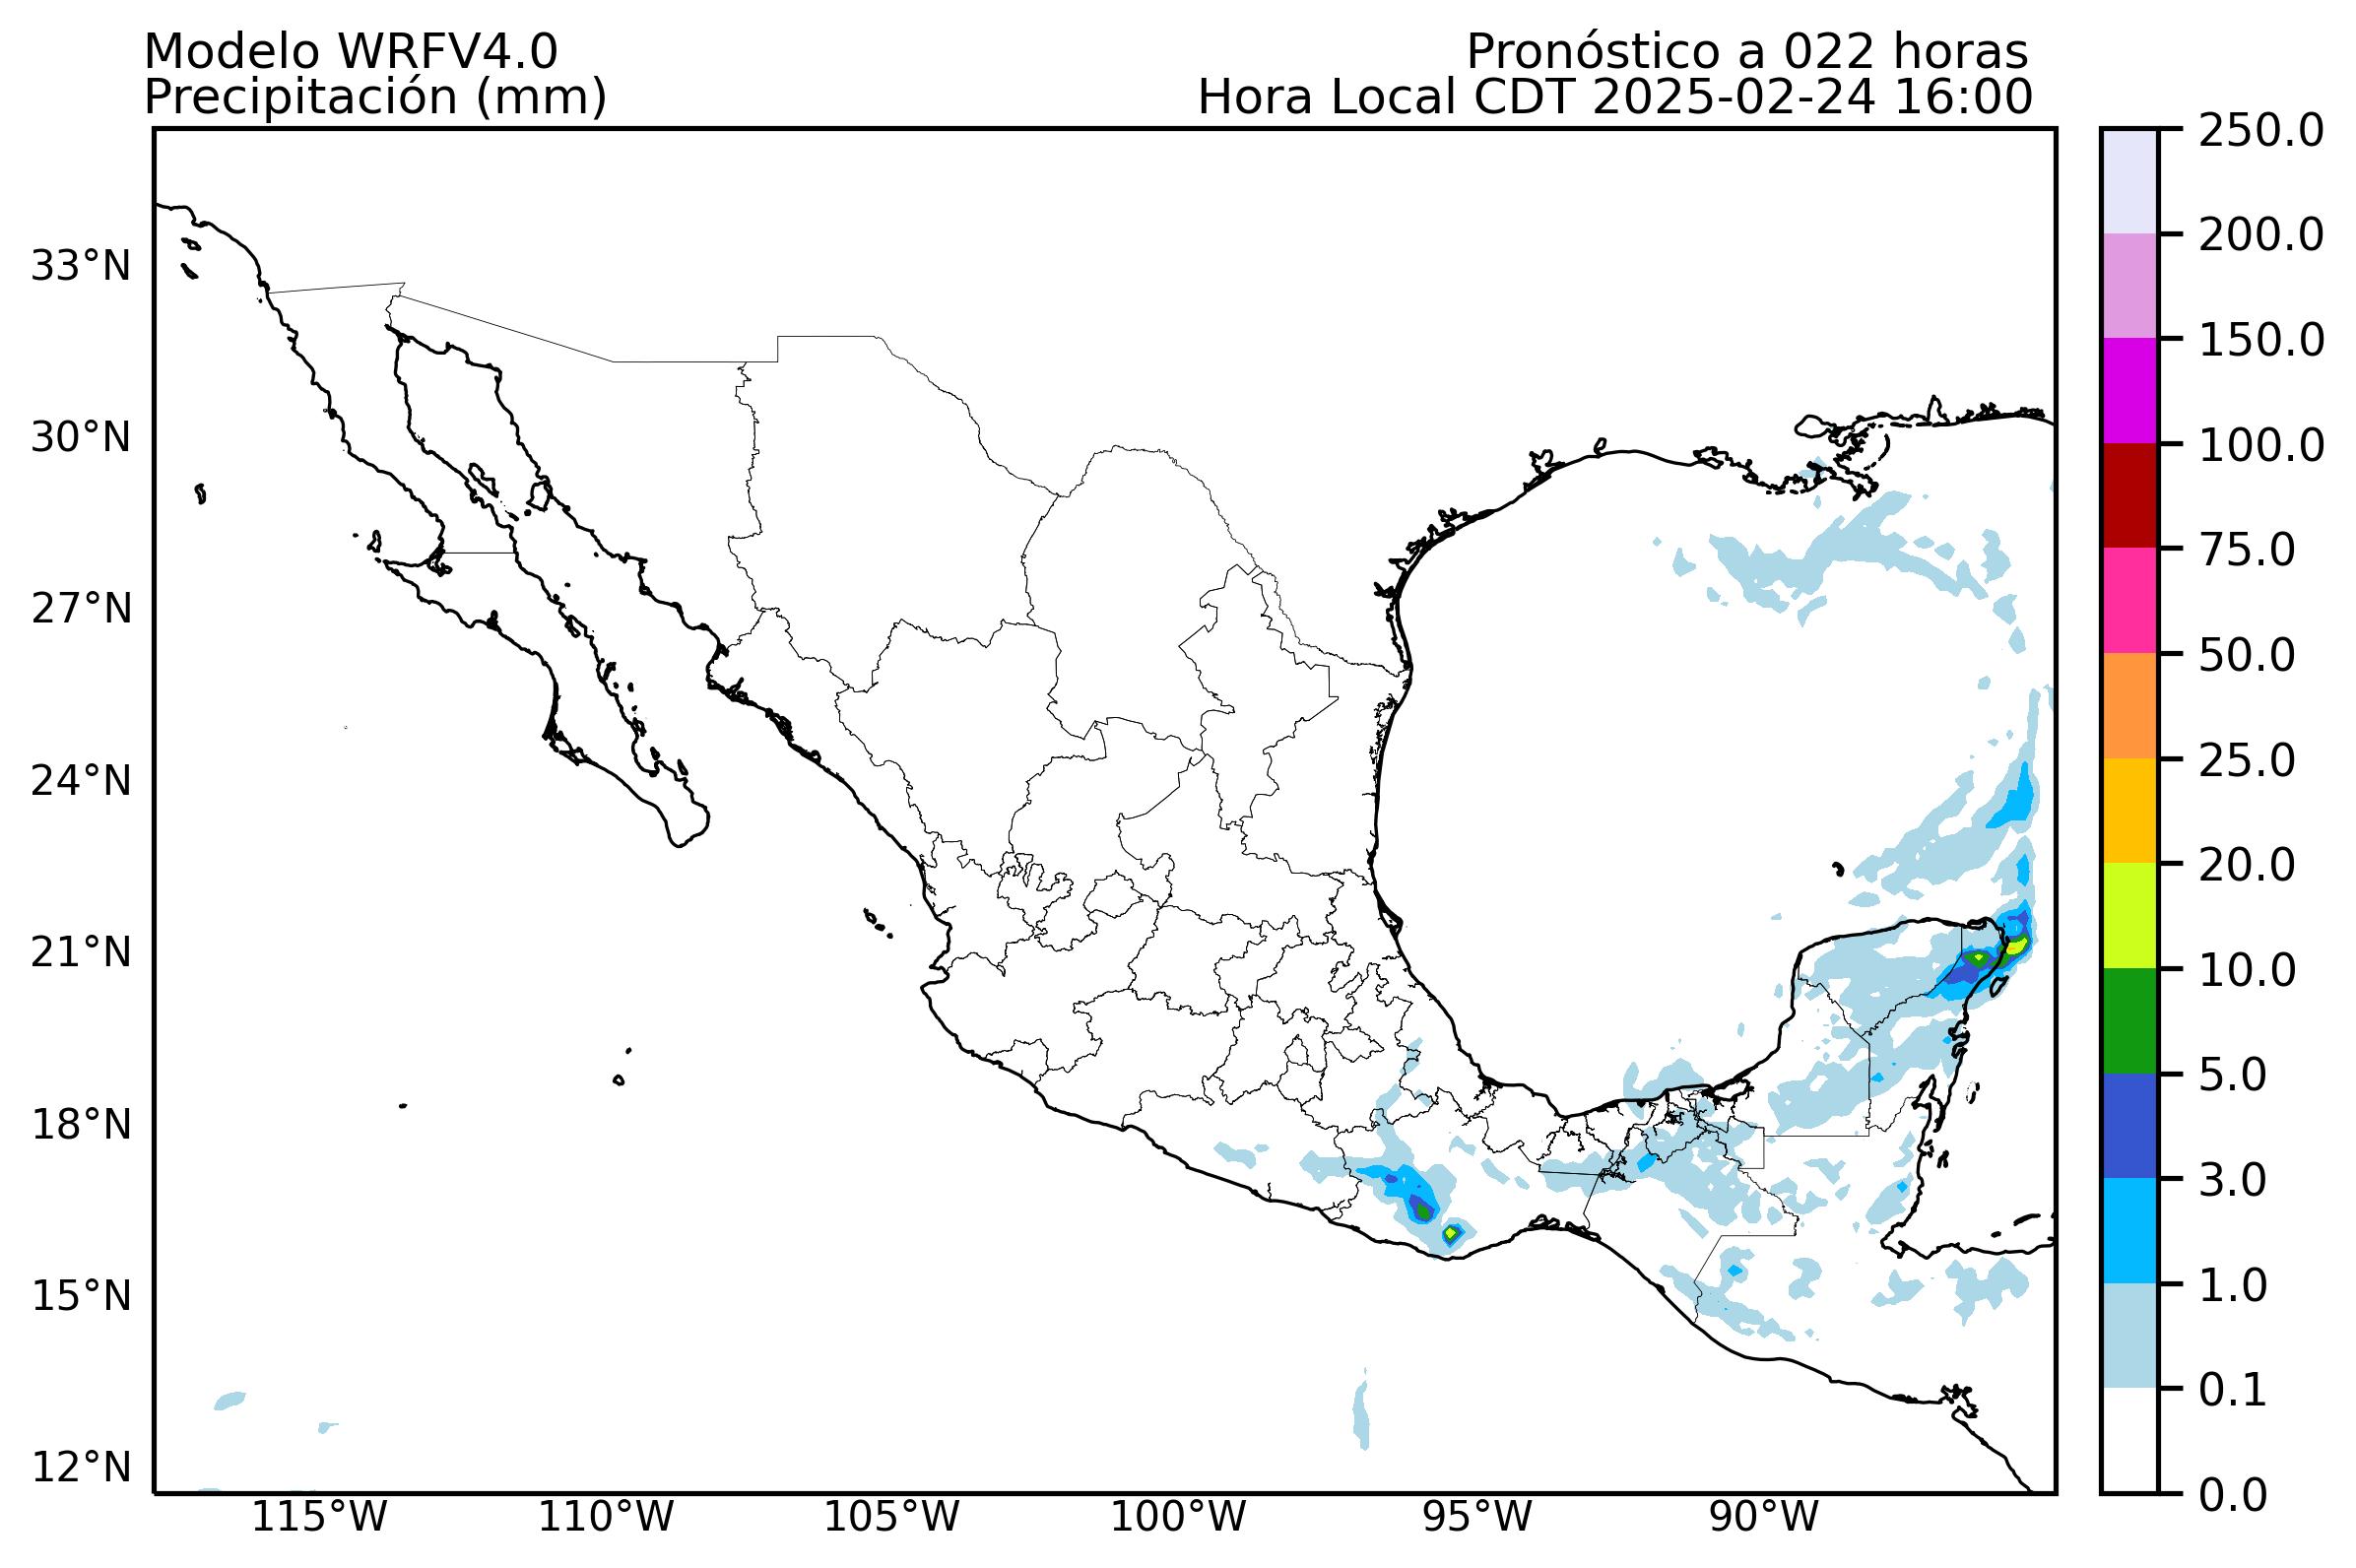 Modelo WRFV4.0
Pronóstico a 022 horas
Precipitación (mm)
Hora Local CDT 2025-02-24 16:00
33°N
30°N
27°N
24°N
21°N
18°N
15°N
12°N
115°W
110°W
105°W
100°W
95°W
90°W
250.0
200.0
150.0
100.0
75.0
50.0
25.0
20.0
10.0
5.0
3.0
1.0
0.1
0.0